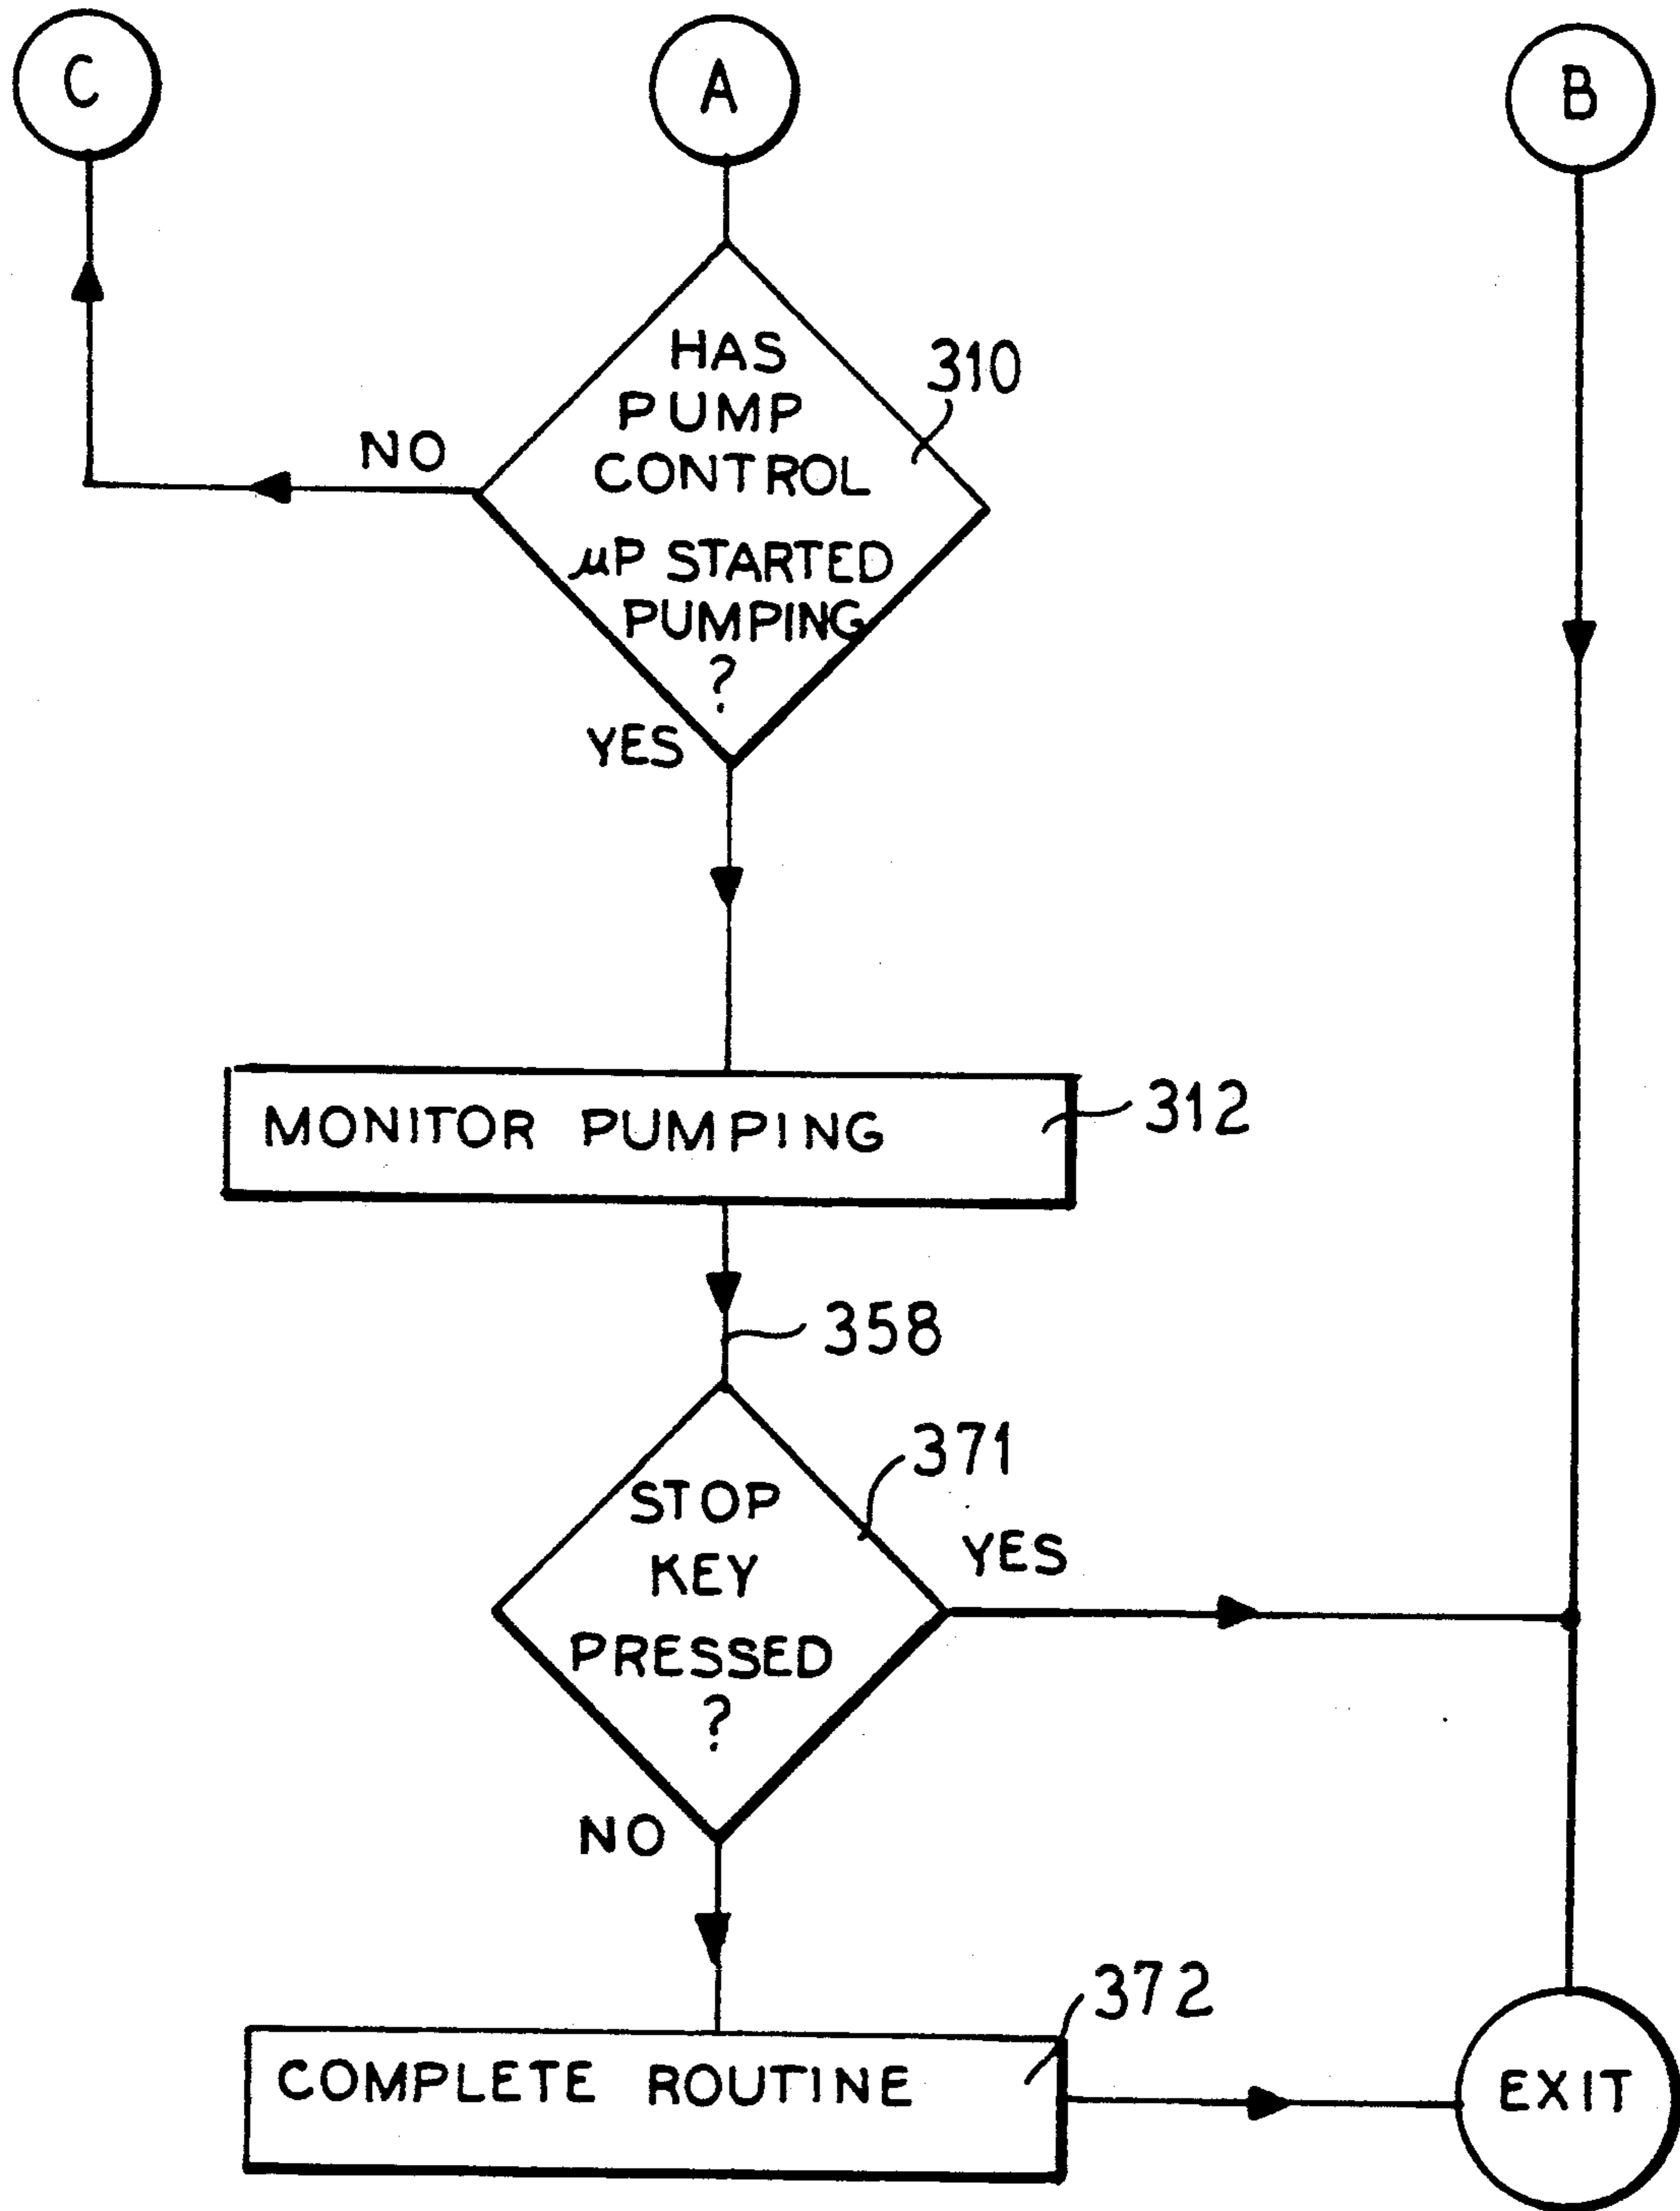 C
A
B
HAS
PUMP
CONTROL
µP STARTED
PUMPING
?
310
NO
YES
MONITOR PUMPING
312
358
STOP
KEY
PRESSED
?
371
YES
NO
372
COMPLETE ROUTINE
EXIT